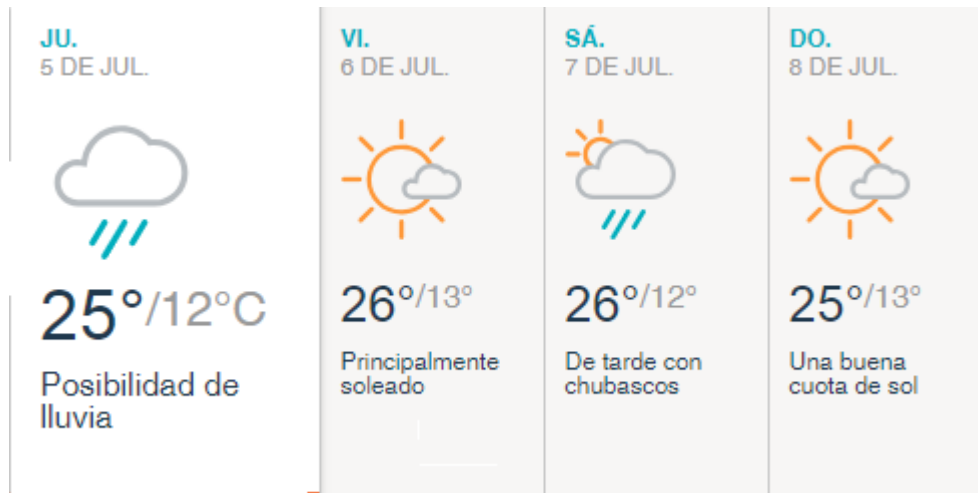 JU.
5 DE JUL.
25°/12°C
Posibilidad de
lluvia
VI.
6 DE JUL.
26°/13°
Principalmente
soleado
SÁ.
7 DE JUL.
26°/12°
De tarde con
chubascos
DO.
8 DE JUL.
25°/13°
Una buena
cuota de sol